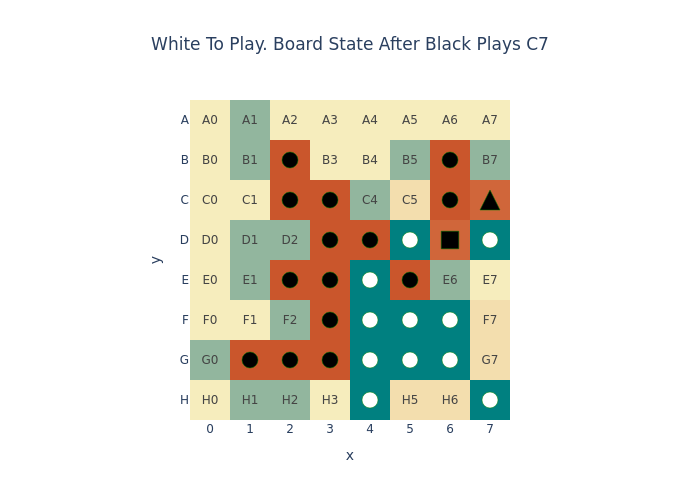 White To Play. Board State After Black Plays C7
A A0 A1 A2 A3 A4 A5 A6 A7
B B0 B1 B3 B4 B5 B7
C C0 C1 C4 C5
D D0 D1 D2
E E0 E1 E6 E7
F F0 F1 F2 F7
G G0 G7
H H0 H1 H2 H3 H5 H6
0 1 2 3 4 5 6 7
x
y